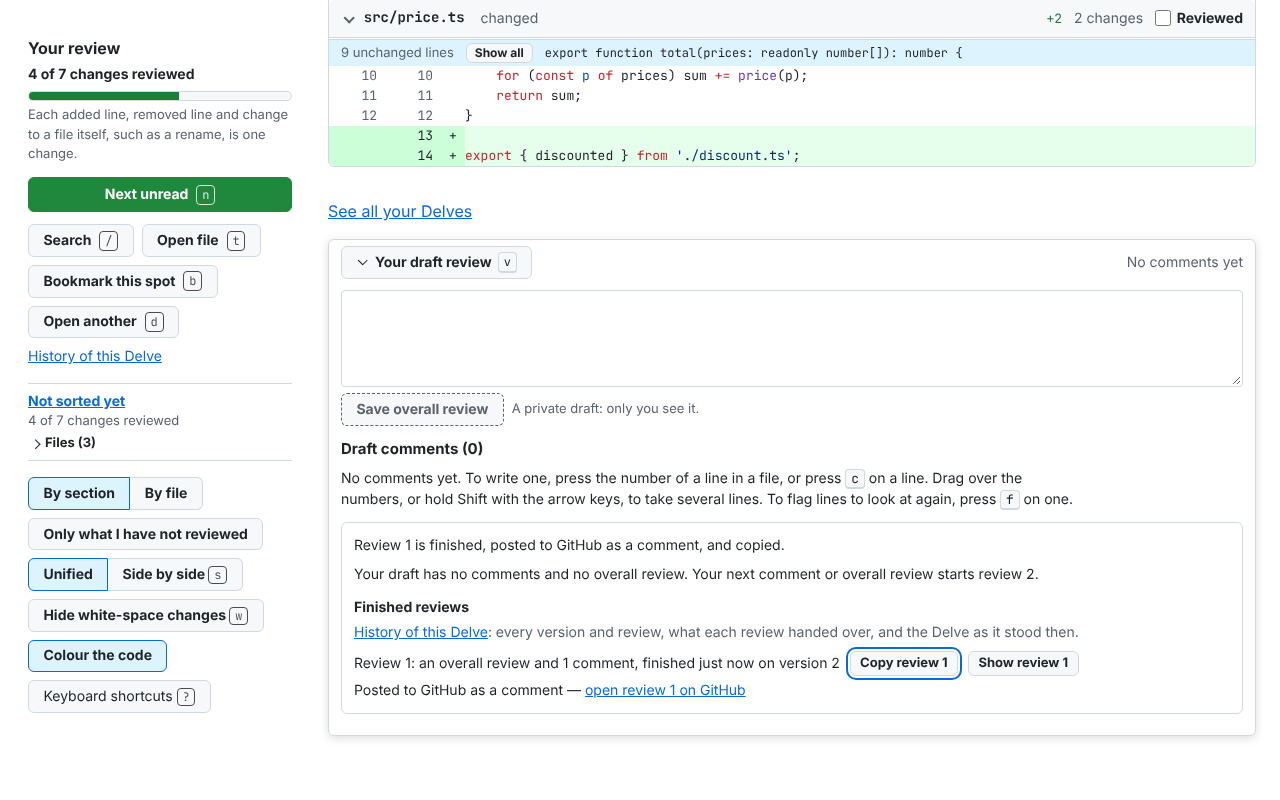 Your review
4 of 7 changes reviewed
Each added line, removed line and change
to a file itself, such as a rename, is one
change.
Next unread n
Search /
Open file t
Bookmark this spot b
Open another d
History of this Delve
Not sorted yet
4 of 7 changes reviewed
Files (3)
By section
By file
Only what I have not reviewed
Unified
Side by side s
Hide white-space changes w
Colour the code
Keyboard shortcuts ?
src/price.ts changed +2 2 changes Reviewed
9 unchanged lines Show all export function total(prices: readonly number[]): number {
10 10 for (const p of prices) sum += price(p);
11 11 return sum;
12 12 }
13 +
14 + export { discounted } from './discount.ts';
See all your Delves
Your draft review v
No comments yet
Save overall review A private draft: only you see it.
Draft comments (0)
No comments yet. To write one, press the number of a line in a file, or press c on a line. Drag over the
numbers, or hold Shift with the arrow keys, to take several lines. To flag lines to look at again, press f on one.
Review 1 is finished, posted to GitHub as a comment, and copied.
Your draft has no comments and no overall review. Your next comment or overall review starts review 2.
Finished reviews
History of this Delve: every version and review, what each review handed over, and the Delve as it stood then.
Review 1: an overall review and 1 comment, finished just now on version 2 Copy review 1 Show review 1
Posted to GitHub as a comment — open review 1 on GitHub